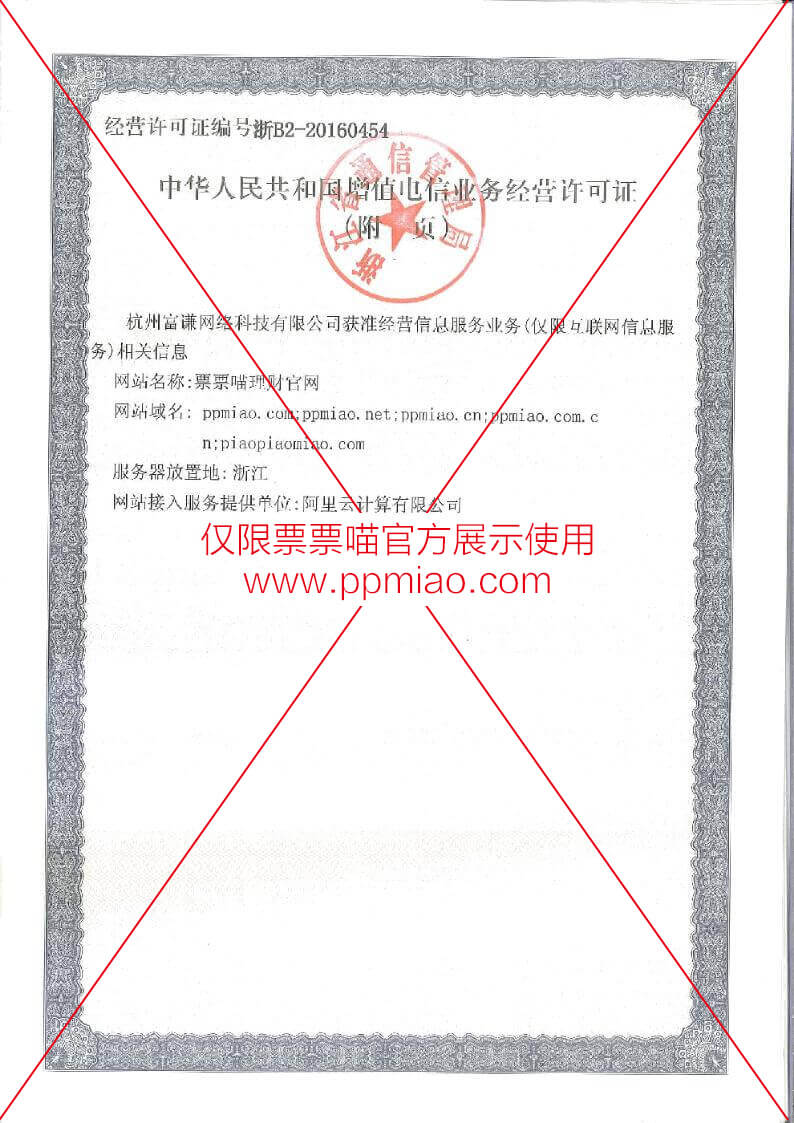 经营许可证编号:浙B2-20160454
浙江省通信管理局
中华人民共和国增值电信业务经营许可证
(附 页)
杭州富谦网络科技有限公司获准经营信息服务业务(仅限互联网信息服
务)相关信息
网站名称:票票喵理财官网
网站域名: ppmiao.com;ppmiao.net;ppmiao.cn;ppmiao.com.c
n;piaopiaomiao.com
服务器放置地:浙江
网站接入服务提供单位:阿里云计算有限公司
仅限票票喵官方展示使用
www.ppmiao.com